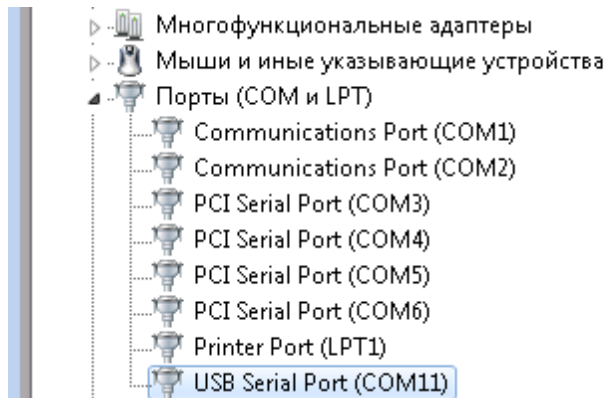 Многофункциональные адаптеры
Мыши и иные указывающие устройства
Порты (COM и LPT)
Communications Port (COM1)
Communications Port (COM2)
PCI Serial Port (COM3)
PCI Serial Port (COM4)
PCI Serial Port (COM5)
PCI Serial Port (COM6)
Printer Port (LPT1)
USB Serial Port (COM11)